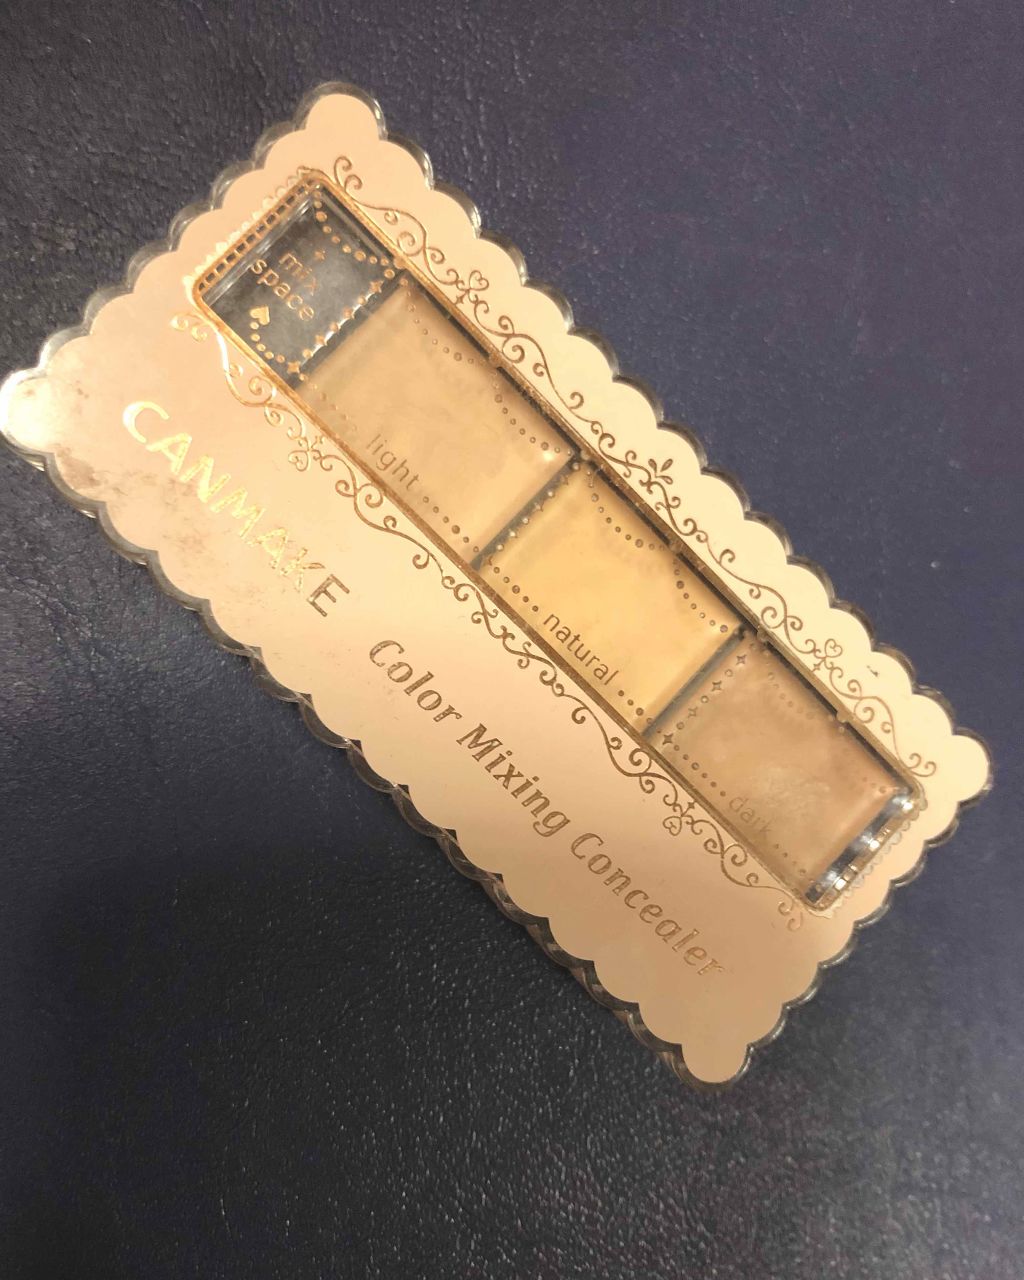 mix
space
light
natural
dark
CANMAKE
Color Mixing Concealer